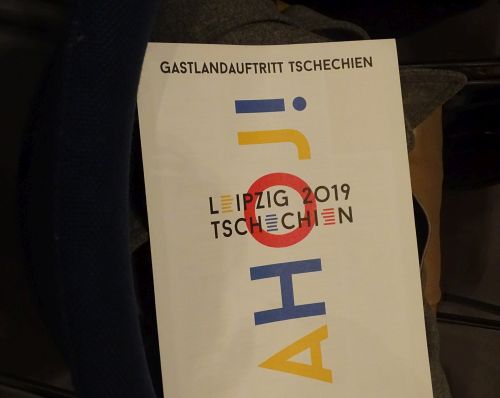 GASTLANDAUFTRITT TSCHECHIEN
AHOJ!
LEIPZIG 2019
TSCHECHIEN